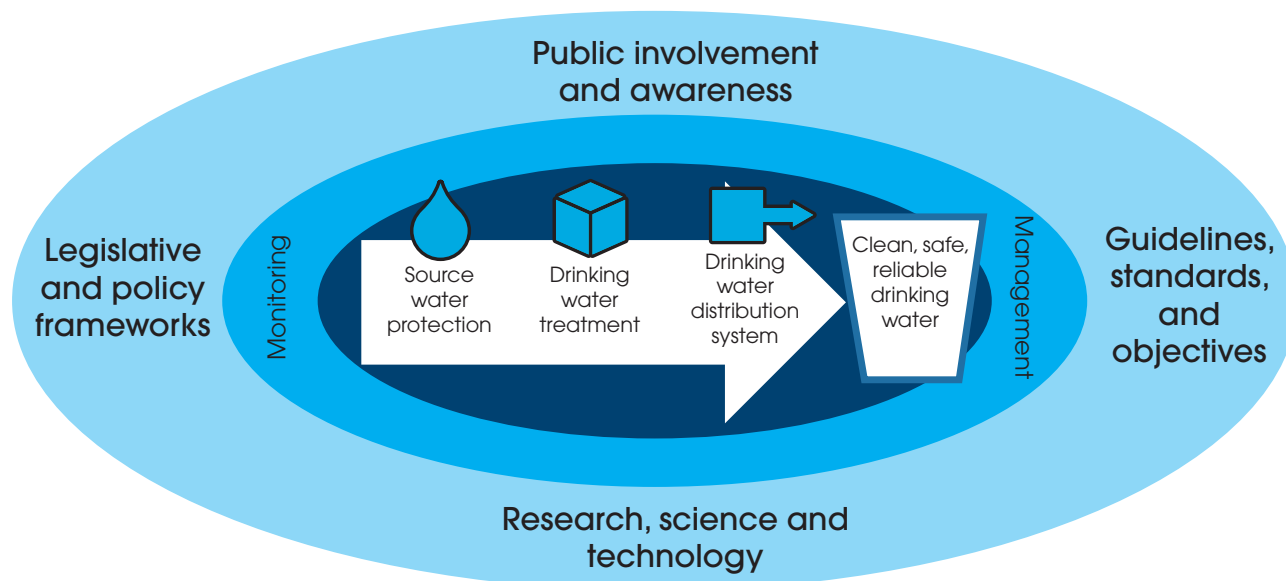 Public involvement
and awareness
Legislative
and policy
frameworks
Monitoring
Source
water
protection
Drinking
water
treatment
Drinking
water
distribution
system
Clean, safe,
reliable
drinking
water
Management
Guidelines,
standards,
and
objectives
Research, science and
technology